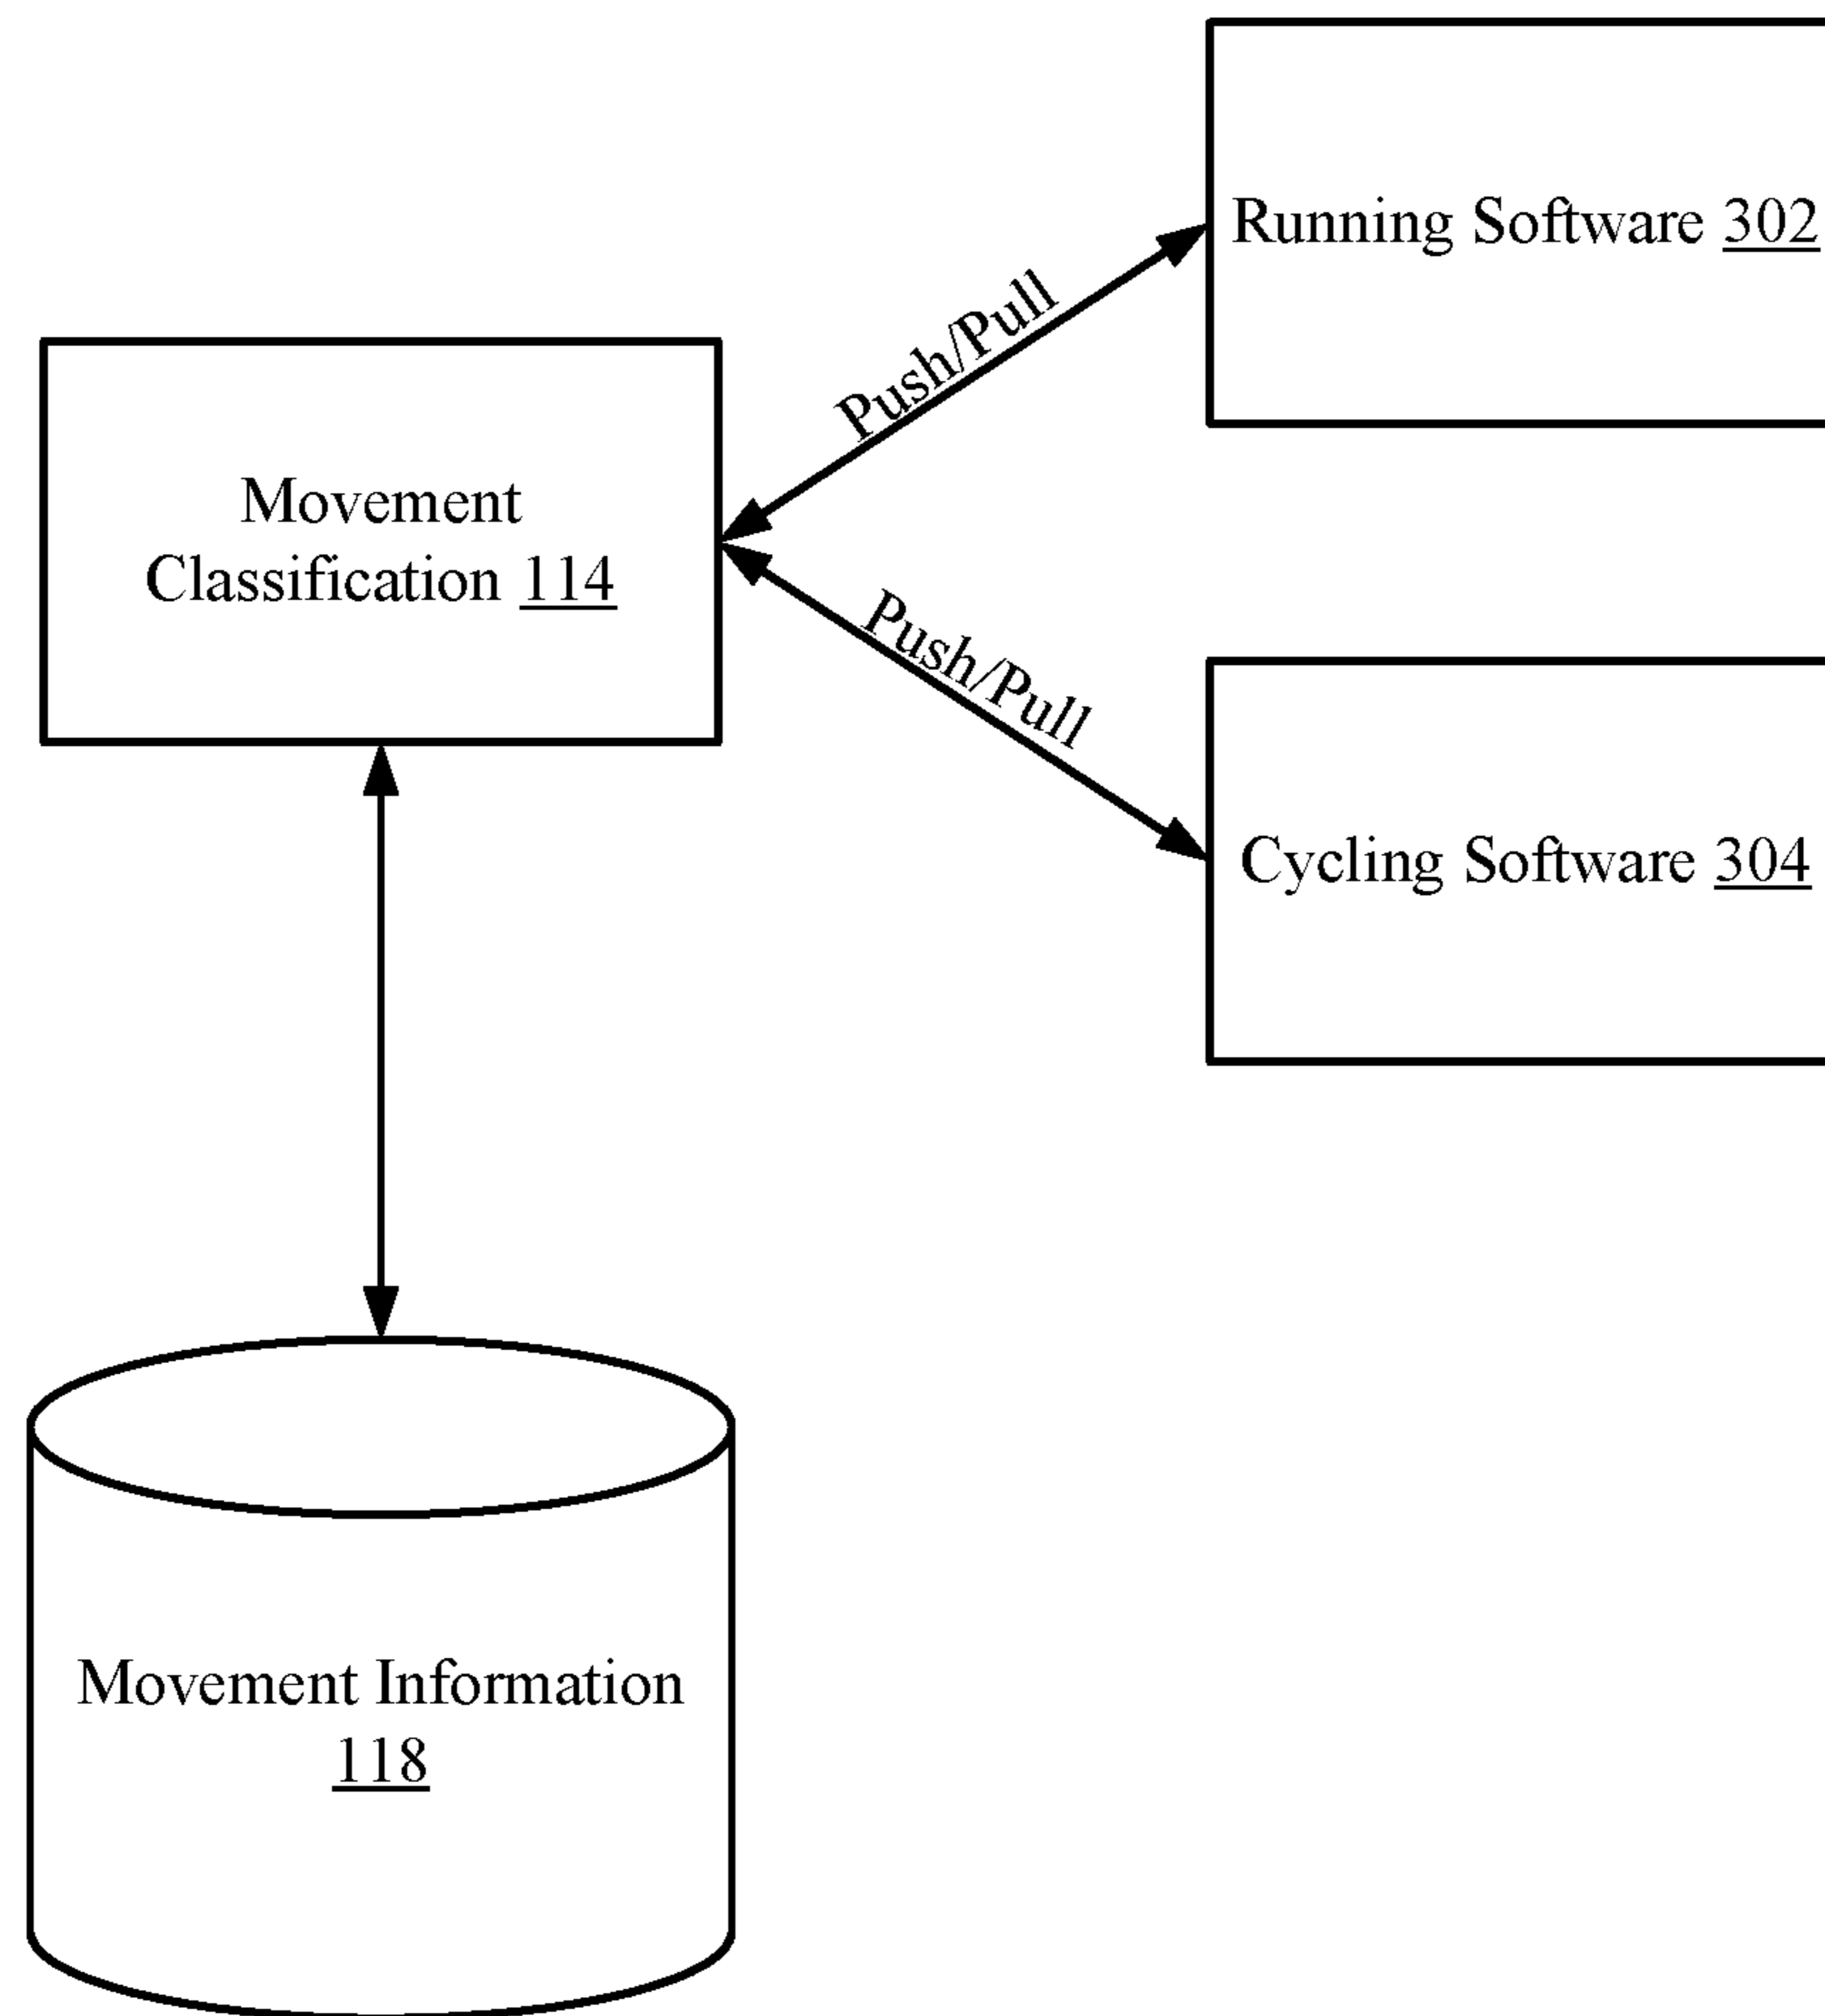 Running Software 302
Push/Pull
Movement
Classification 114
Push/Pull
Cycling Software 304
Movement Information
118